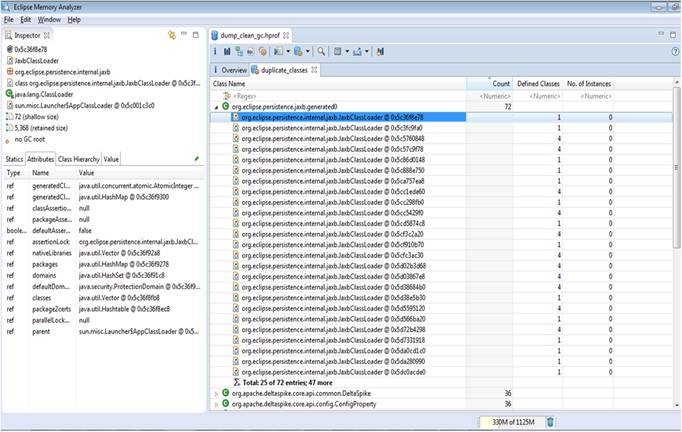 Eclipse Memory Analyzer
File Edit Window Help
Inspector
0x5c36f8e78
JaxbClassLoader
org.eclipse.persistence.internal.jaxb
class org.eclipse.persistence.internal.jaxb.JaxbClassLoader @ 0x5c3f...
java.lang.ClassLoader
sun.misc.Launcher$AppClassLoader @ 0x5c001c3c0
72 (shallow size)
5,368 (retained size)
no GC root
Statics Attributes Class Hierarchy Value
Type Name Value
ref generatedCl... java.util.concurrent.atomic.AtomicInteger ...
ref generatedCl... java.util.HashMap @ 0x5c36f9300
ref classAssertio... null
ref packageAsse... null
boole... defaultAsser... false
ref assertionLock org.eclipse.persistence.internal.jaxb.JaxbCl...
ref nativeLibraries java.util.Vector @ 0x5c36f92a8
ref packages java.util.HashMap @ 0x5c36f9278
ref domains java.util.HashSet @ 0x5c36f91c8
ref defaultDom... java.security.ProtectionDomain @ 0x5c36f...
ref classes java.util.Vector @ 0x5c36f8fb8
ref package2certs java.util.Hashtable @ 0x5c36f8ec8
ref parallelLock... null
ref parent sun.misc.Launcher$AppClassLoader @ 0x5...
dump_clean_gc.hprof
Overview duplicate_classes
Class Name Count Defined Classes No. of Instances
<Regex> <Numeric> <Numeric> <Numeric>
org.eclipse.persistence.jaxb.generated0 72
org.eclipse.persistence.internal.jaxb.JaxbClassLoader @ 0x5c36f8e78 1 0
org.eclipse.persistence.internal.jaxb.JaxbClassLoader @ 0x5c3fc9fa0 1 0
org.eclipse.persistence.internal.jaxb.JaxbClassLoader @ 0x5c5760848 4 0
org.eclipse.persistence.internal.jaxb.JaxbClassLoader @ 0x5c57c9f78 4 0
org.eclipse.persistence.internal.jaxb.JaxbClassLoader @ 0x5c86d0148 1 0
org.eclipse.persistence.internal.jaxb.JaxbClassLoader @ 0x5c888e750 1 0
org.eclipse.persistence.internal.jaxb.JaxbClassLoader @ 0x5ca757ea8 1 0
org.eclipse.persistence.internal.jaxb.JaxbClassLoader @ 0x5cc1ede60 4 0
org.eclipse.persistence.internal.jaxb.JaxbClassLoader @ 0x5cc298fb0 1 0
org.eclipse.persistence.internal.jaxb.JaxbClassLoader @ 0x5cc5429f0 4 0
org.eclipse.persistence.internal.jaxb.JaxbClassLoader @ 0x5cd5874c8 1 0
org.eclipse.persistence.internal.jaxb.JaxbClassLoader @ 0x5cf3c2a20 4 0
org.eclipse.persistence.internal.jaxb.JaxbClassLoader @ 0x5cf910b70 1 0
org.eclipse.persistence.internal.jaxb.JaxbClassLoader @ 0x5cfc3ac30 4 0
org.eclipse.persistence.internal.jaxb.JaxbClassLoader @ 0x5d02b3d68 4 0
org.eclipse.persistence.internal.jaxb.JaxbClassLoader @ 0x5d03867e8 4 0
org.eclipse.persistence.internal.jaxb.JaxbClassLoader @ 0x5d38684b0 4 0
org.eclipse.persistence.internal.jaxb.JaxbClassLoader @ 0x5d38e5b30 1 0
org.eclipse.persistence.internal.jaxb.JaxbClassLoader @ 0x5d5595120 4 0
org.eclipse.persistence.internal.jaxb.JaxbClassLoader @ 0x5d566ba20 1 0
org.eclipse.persistence.internal.jaxb.JaxbClassLoader @ 0x5d72b4298 4 0
org.eclipse.persistence.internal.jaxb.JaxbClassLoader @ 0x5d7331918 1 0
org.eclipse.persistence.internal.jaxb.JaxbClassLoader @ 0x5da0cd1c0 1 0
org.eclipse.persistence.internal.jaxb.JaxbClassLoader @ 0x5da280990 1 0
org.eclipse.persistence.internal.jaxb.JaxbClassLoader @ 0x5dc0acde0 1 0
Total: 25 of 72 entries; 47 more
org.apache.deltaspike.core.api.common.DeltaSpike 36
org.apache.deltaspike.core.api.config.ConfigProperty 36
330M of 1125M